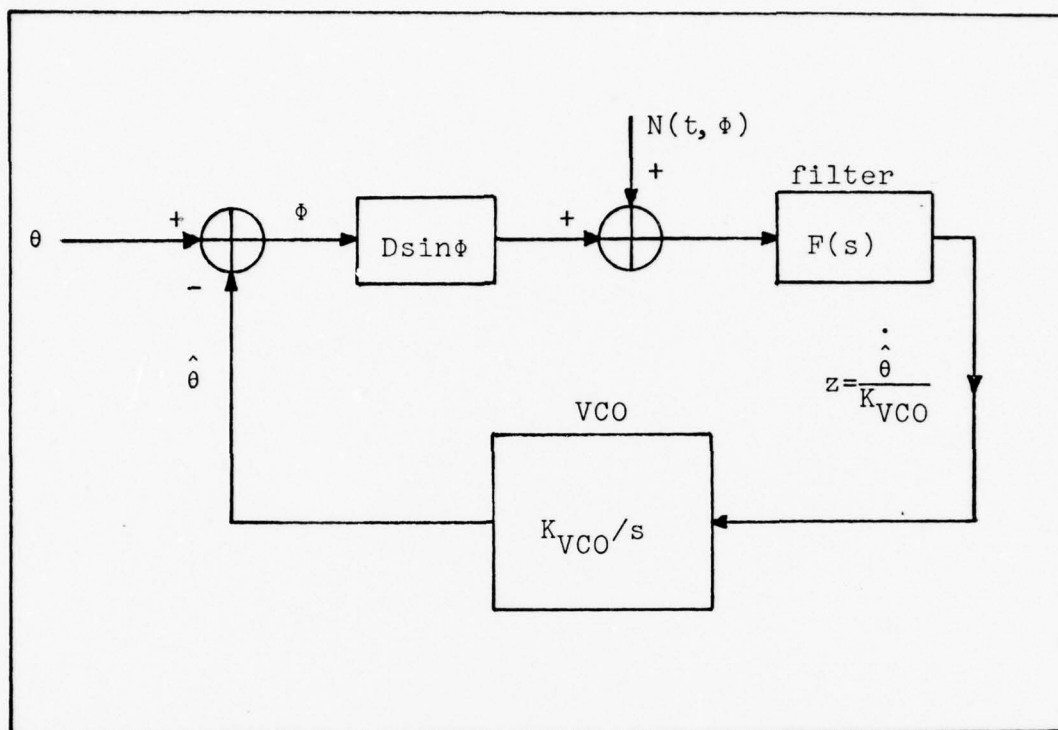 N(t, Φ)
+
filter
+
Φ
+
θ
DsinΦ
F(s)
-
θ̂
z=θ̂̇/K_VCO
VCO
K_VCO/s